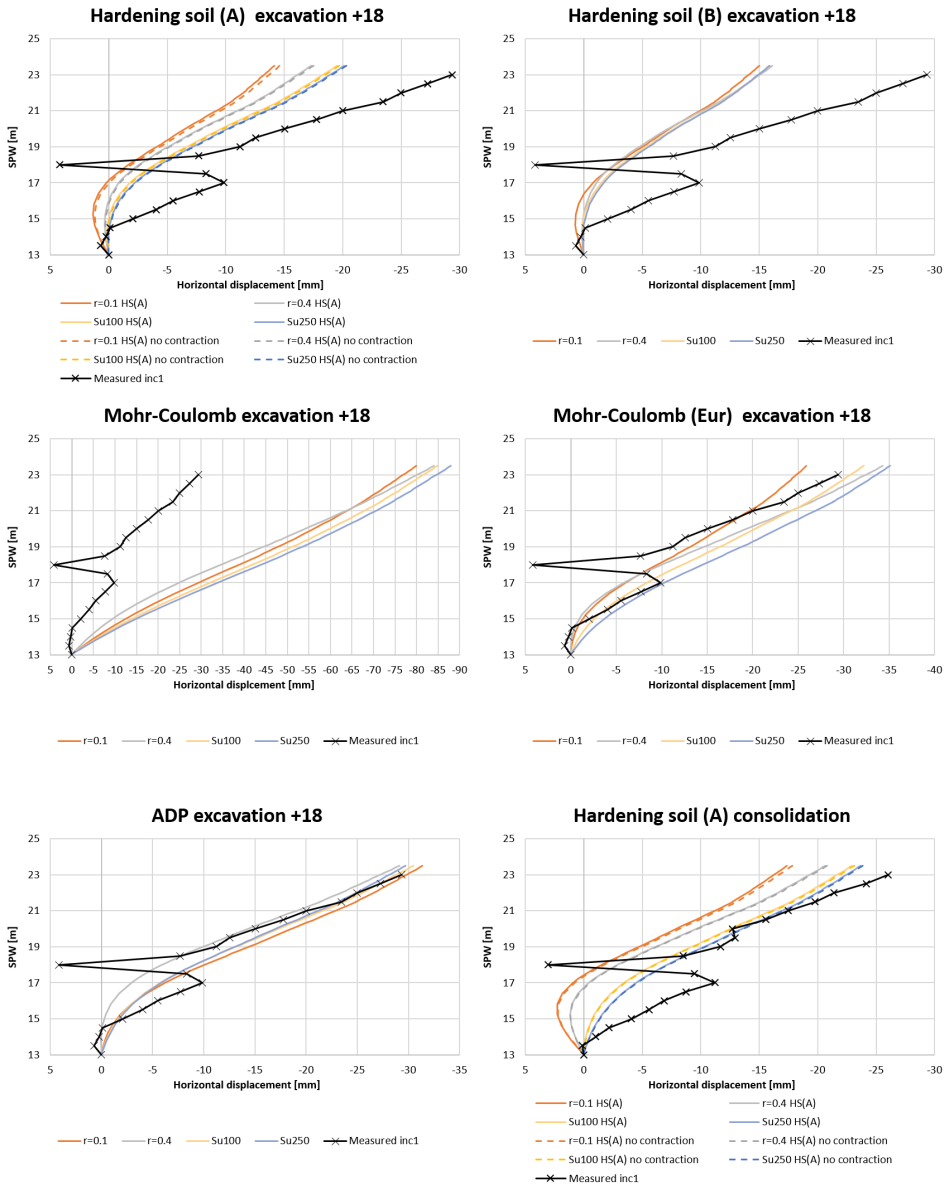 Hardening soil (A)  excavation +18
25
23
21
19
17
15
13
SPW [m]
5 0 -5 -10 -15 -20 -25 -30
Horizontal displacement [mm]
r=0.1 HS(A) r=0.4 HS(A)
Su100 HS(A) Su250 HS(A)
r=0.1 HS(A) no contraction r=0.4 HS(A) no contraction
Su100 HS(A) no contraction Su250 HS(A) no contraction
Measured inc1
Hardening soil (B) excavation +18
25
23
21
19
17
15
13
SPW [m]
5 0 -5 -10 -15 -20 -25 -30
Horizontal displacement [mm]
r=0.1 r=0.4 Su100 Su250 Measured inc1
Mohr-Coulomb excavation +18
25
23
21
19
17
15
13
SPW [m]
5 0 -5 -10 -15 -20 -25 -30 -35 -40 -45 -50 -55 -60 -65 -70 -75 -80 -85 -90
Horizontal displcement [mm]
r=0.1 r=0.4 Su100 Su250 Measured inc1
Mohr-Coulomb (Eur)  excavation +18
25
23
21
19
17
15
13
SPW [m]
5 0 -5 -10 -15 -20 -25 -30 -35 -40
Horizontal displacement [mm]
r=0.1 r=0.4 Su100 Su250 Measured inc1
ADP excavation +18
25
23
21
19
17
15
13
SPW [m]
5 0 -5 -10 -15 -20 -25 -30 -35
Horizontal displacement [mm]
r=0.1 r=0.4 Su100 Su250 Measured inc1
Hardening soil (A) consolidation
25
23
21
19
17
15
13
SPW [m]
5 0 -5 -10 -15 -20 -25 -30
Horizontal displacement [mm]
r=0.1 HS(A) r=0.4 HS(A)
Su100 HS(A) Su250 HS(A)
r=0.1 HS(A) no contraction r=0.4 HS(A) no contraction
Su100 HS(A) no contraction Su250 HS(A) no contraction
Measured inc1